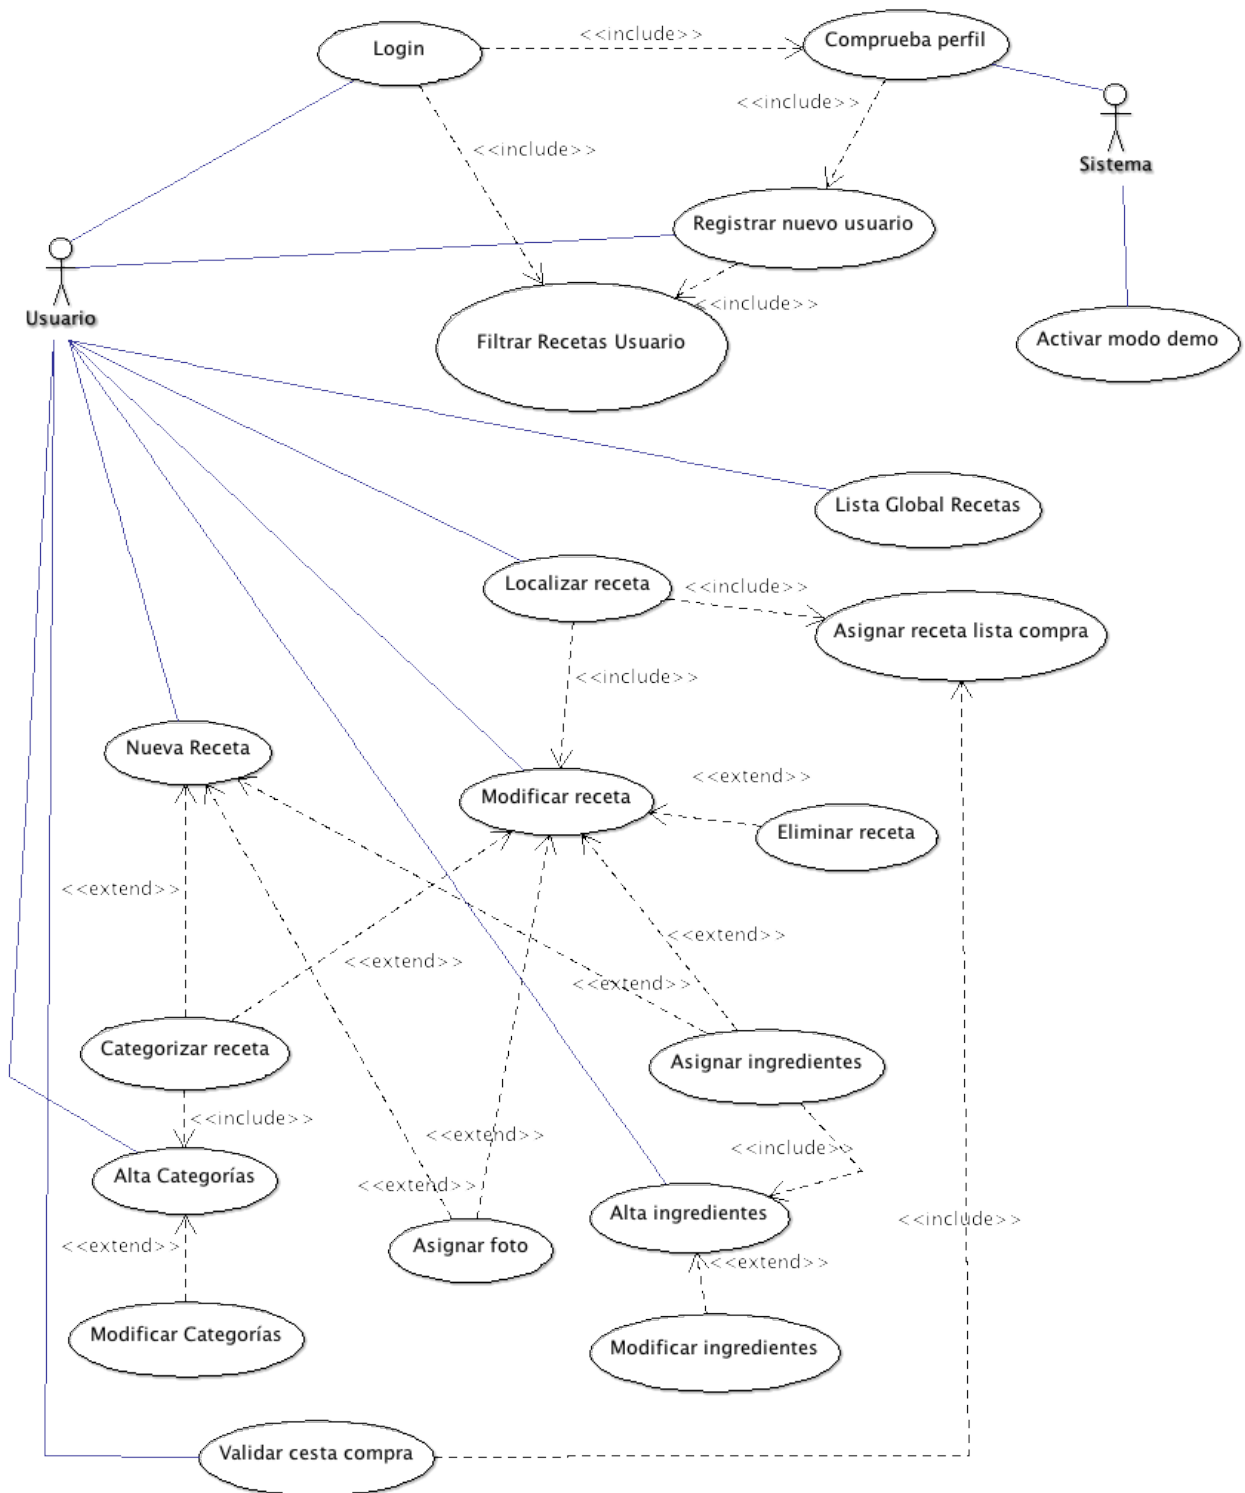 <<include>>
Login
Comprueba perfil
<<include>>
<<include>>
Sistema
Registrar nuevo usuario
<<include>>
Usuario
Filtrar Recetas Usuario
Activar modo demo
Lista Global Recetas
Localizar receta
<<include>>
Asignar receta lista compra
<<include>>
Nueva Receta
<<extend>>
Modificar receta
Eliminar receta
<<extend>>
<<extend>>
<<extend>>
<<extend>>
Categorizar receta
Asignar ingredientes
<<include>>
<<extend>>
<<include>>
Alta Categorías
<<extend>>
Alta ingredientes
<<include>>
<<extend>>
Asignar foto
<<extend>>
Modificar Categorías
Modificar ingredientes
Validar cesta compra